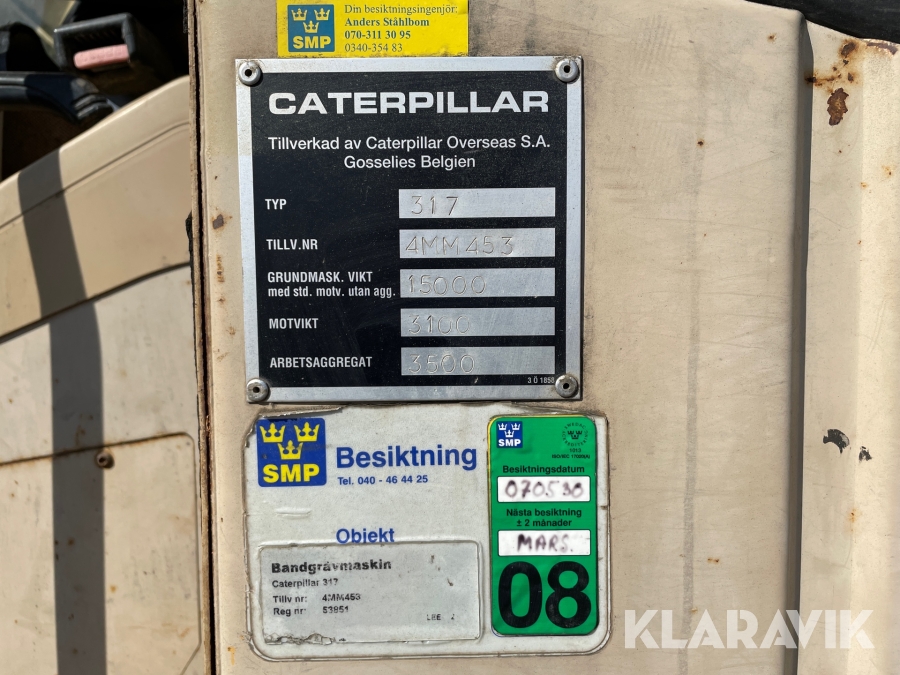 Din besiktningsingenjör:
Anders Ståhlbom
070-311 30 95
0340-354 83
SMP
CATERPILLAR
Tillverkad av Caterpillar Overseas S.A.
Gosselies Belgien
TYP 317
TILLV.NR 4MM453
GRUNDMASK. VIKT
med std. motv. utan agg. 15000
MOTVIKT 3100
ARBETSAGGREGAT 3500
3 Ö 1850
SMP
Besiktning
Tel. 040 - 46 44 25
Objekt
Bandgrävmaskin
Caterpillar 317
Tillv nr: 4MM453
Reg nr: 53851
SMP
Besiktningsdatum
070530
Nästa besiktning
± 2 månader
MARS.
08
KLARAVIK